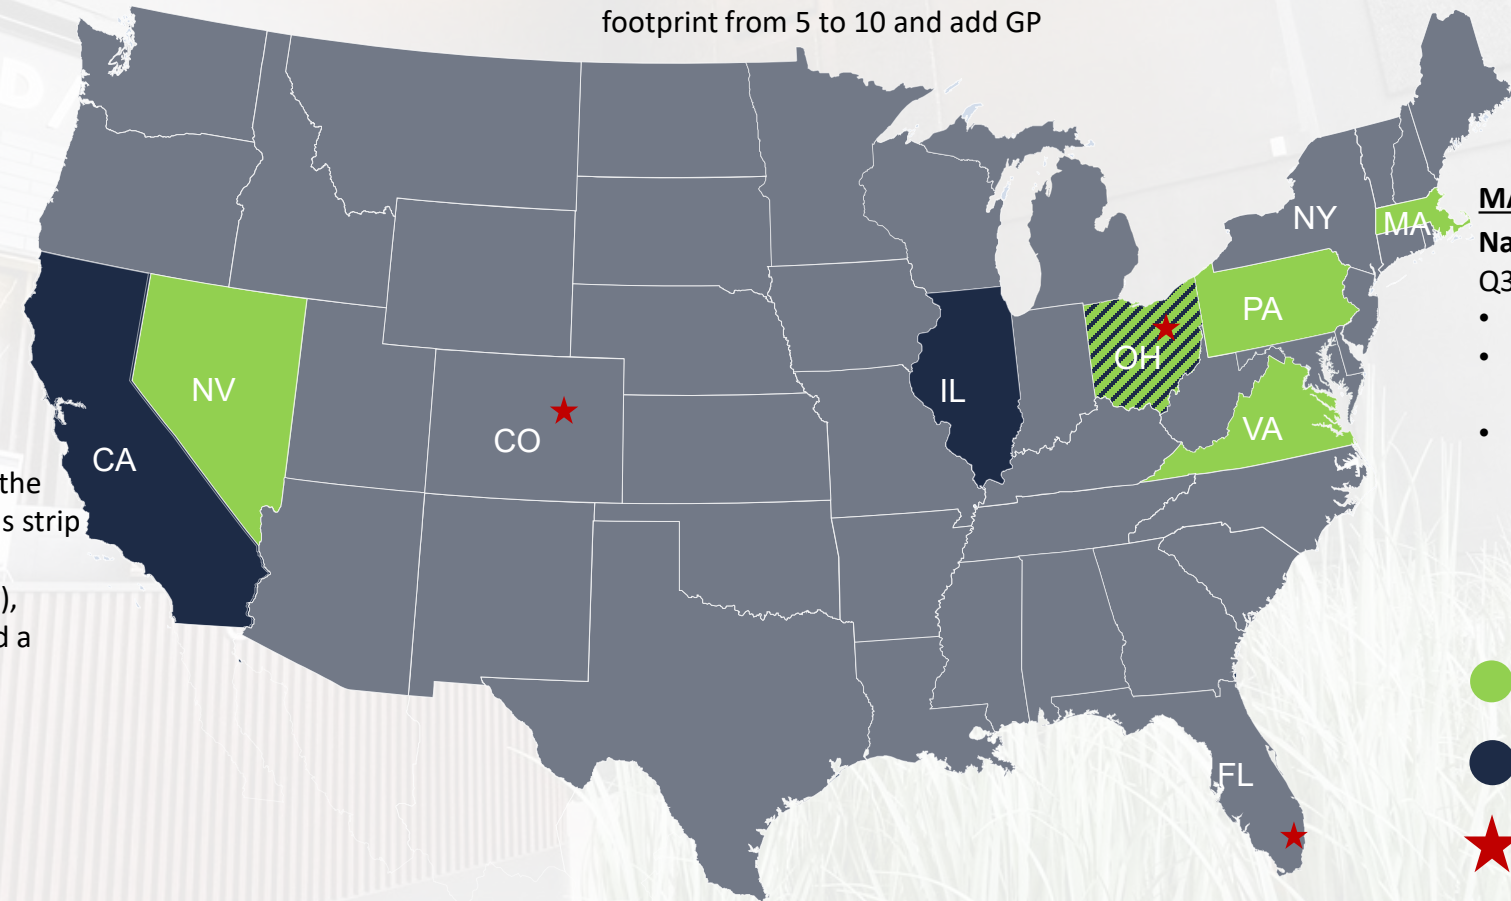 footprint from 5 to 10 and add GP
NY
MA
MA
Na
Q3
•
PA
•
OH
NV
IL
VA
•
CO
CA
the
s strip
),
d a
FL